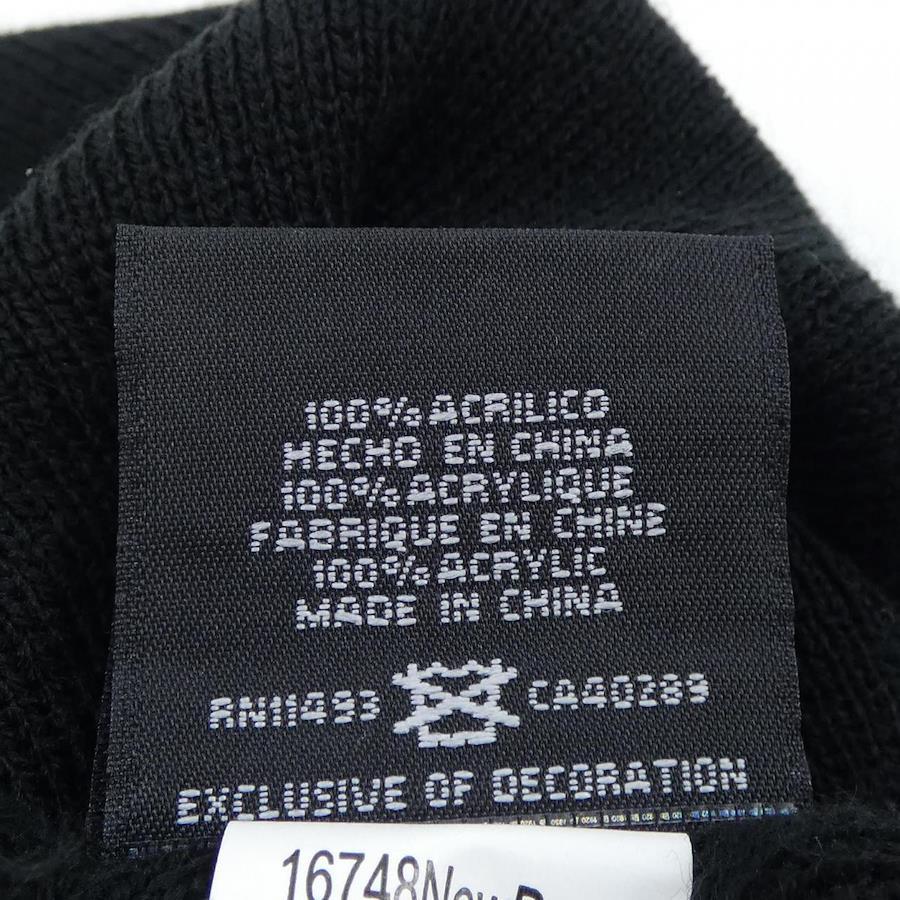 100% ACRILICO
HECHO EN CHINA
100% ACRYLIQUE
FABRIQUE EN CHINE
100% ACRYLIC
MADE IN CHINA
RN11493 CA40289
EXCLUSIVE OF DECORATION
16748Nov